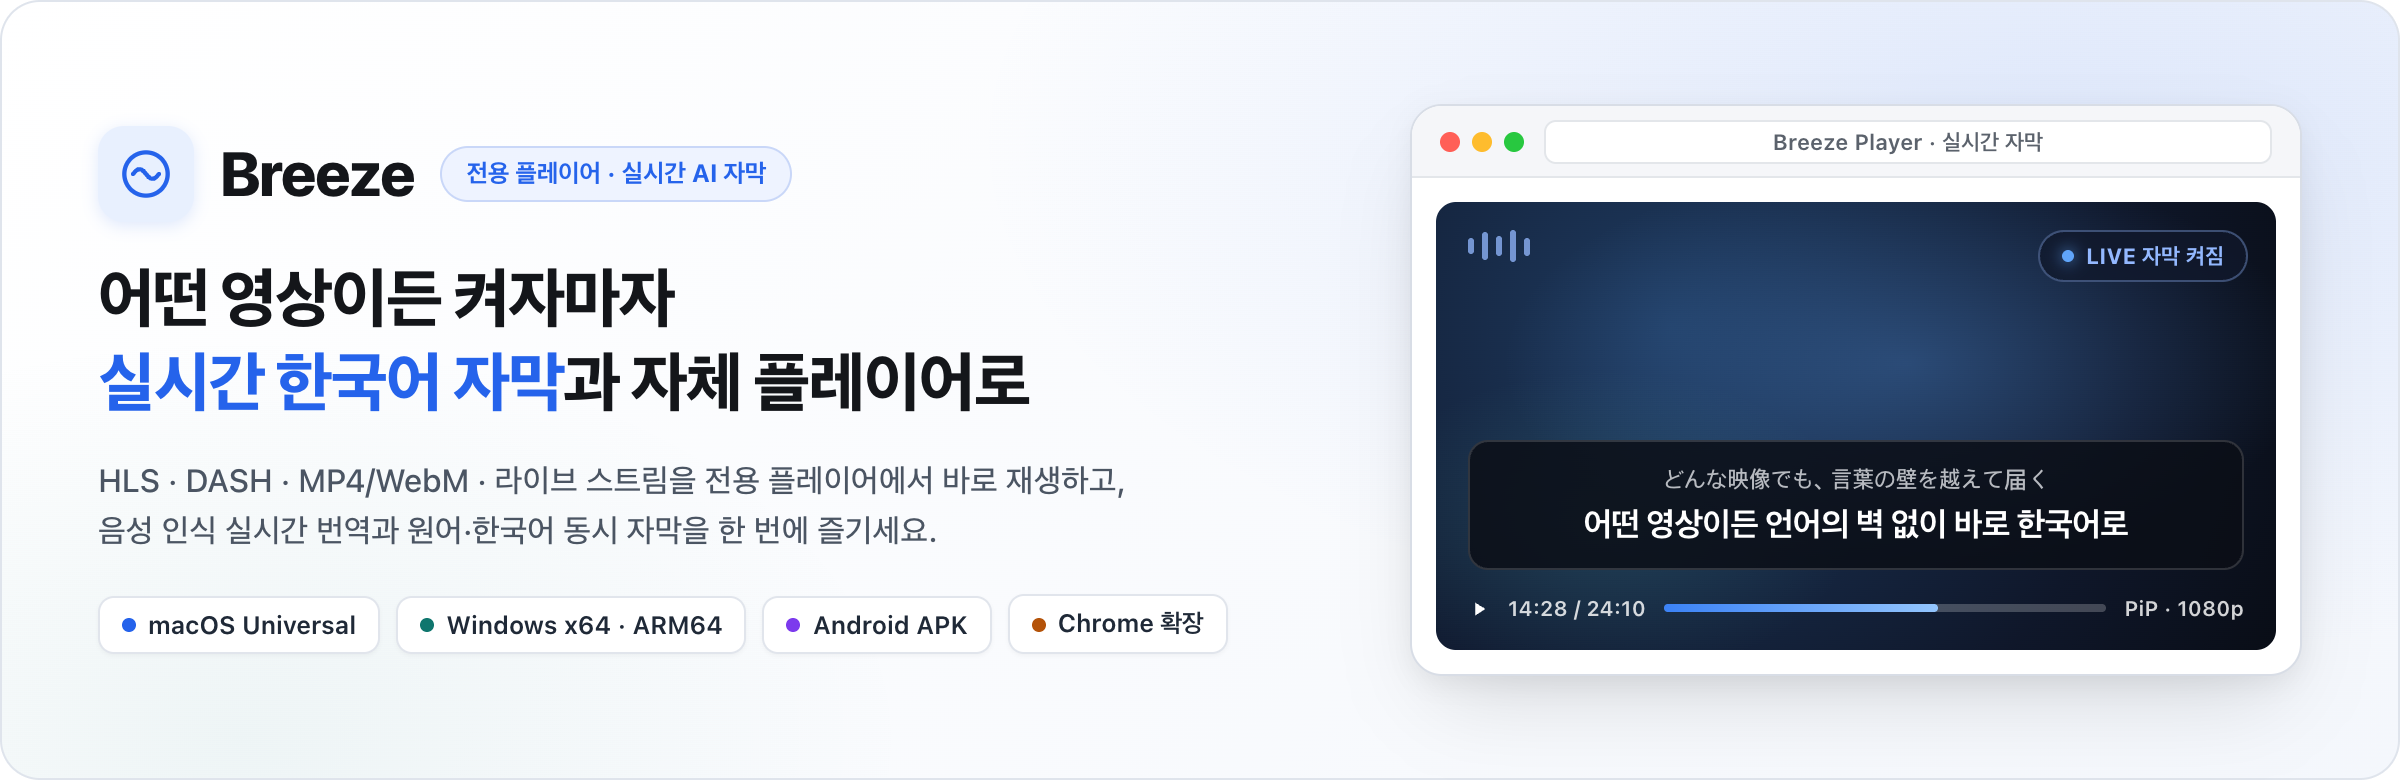 Breeze
전용 플레이어 · 실시간 AI 자막
어떤 영상이든 켜자마자
실시간 한국어 자막과 자체 플레이어로
HLS · DASH · MP4/WebM · 라이브 스트림을 전용 플레이어에서 바로 재생하고,
음성 인식 실시간 번역과 원어·한국어 동시 자막을 한 번에 즐기세요.
macOS Universal
Windows x64 · ARM64
Android APK
Chrome 확장
Breeze Player · 실시간 자막
LIVE 자막 켜짐
どんな映像でも、言葉の壁を越えて届く
어떤 영상이든 언어의 벽 없이 바로 한국어로
14:28 / 24:10
PiP · 1080p